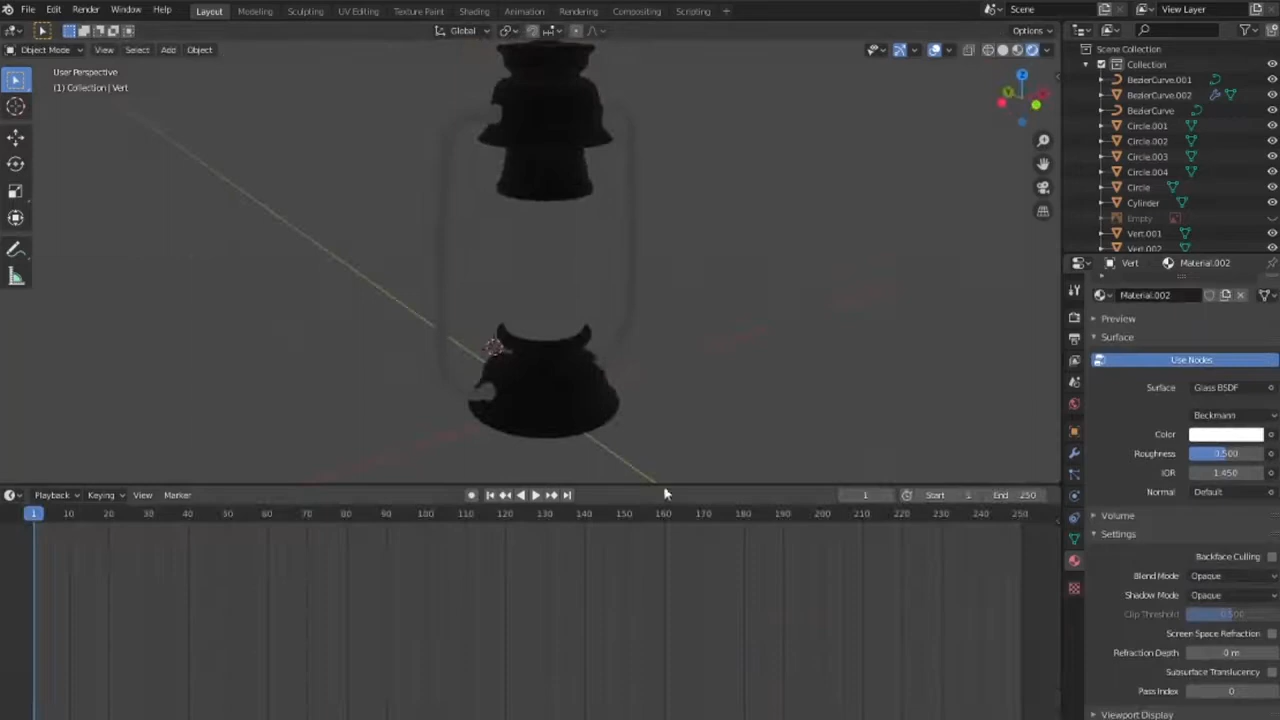 File Edit Render Window Help Layout Modeling Sculpting UV Editing Texture Paint Shading Animation Rendering Compositing Scripting + Scene View Layer
Global Options
Object Mode View Select Add Object
User Perspective
(1) Collection | Vert
Z
Scene Collection
Collection
BezierCurve.001
BezierCurve.002
BezierCurve
Circle.001
Circle.002
Circle.003
Circle.004
Circle
Cylinder
Empty
Vert.001
Vert.002
Vert Material.002
Material.002
Preview
Surface
Use Nodes
Surface Glass BSDF
Beckmann
Color
Roughness 0.500
IOR 1.450
Normal Default
Volume
Settings
Backface Culling
Blend Mode Opaque
Shadow Mode Opaque
Clip Threshold 0.500
Screen Space Refraction
Refraction Depth 0 m
Subsurface Translucency
Pass Index 0
Viewport Display
Playback Keying View Marker 1 Start 1 End 250
1 10 20 30 40 50 60 70 80 90 100 110 120 130 140 150 160 170 180 190 200 210 220 230 240 250